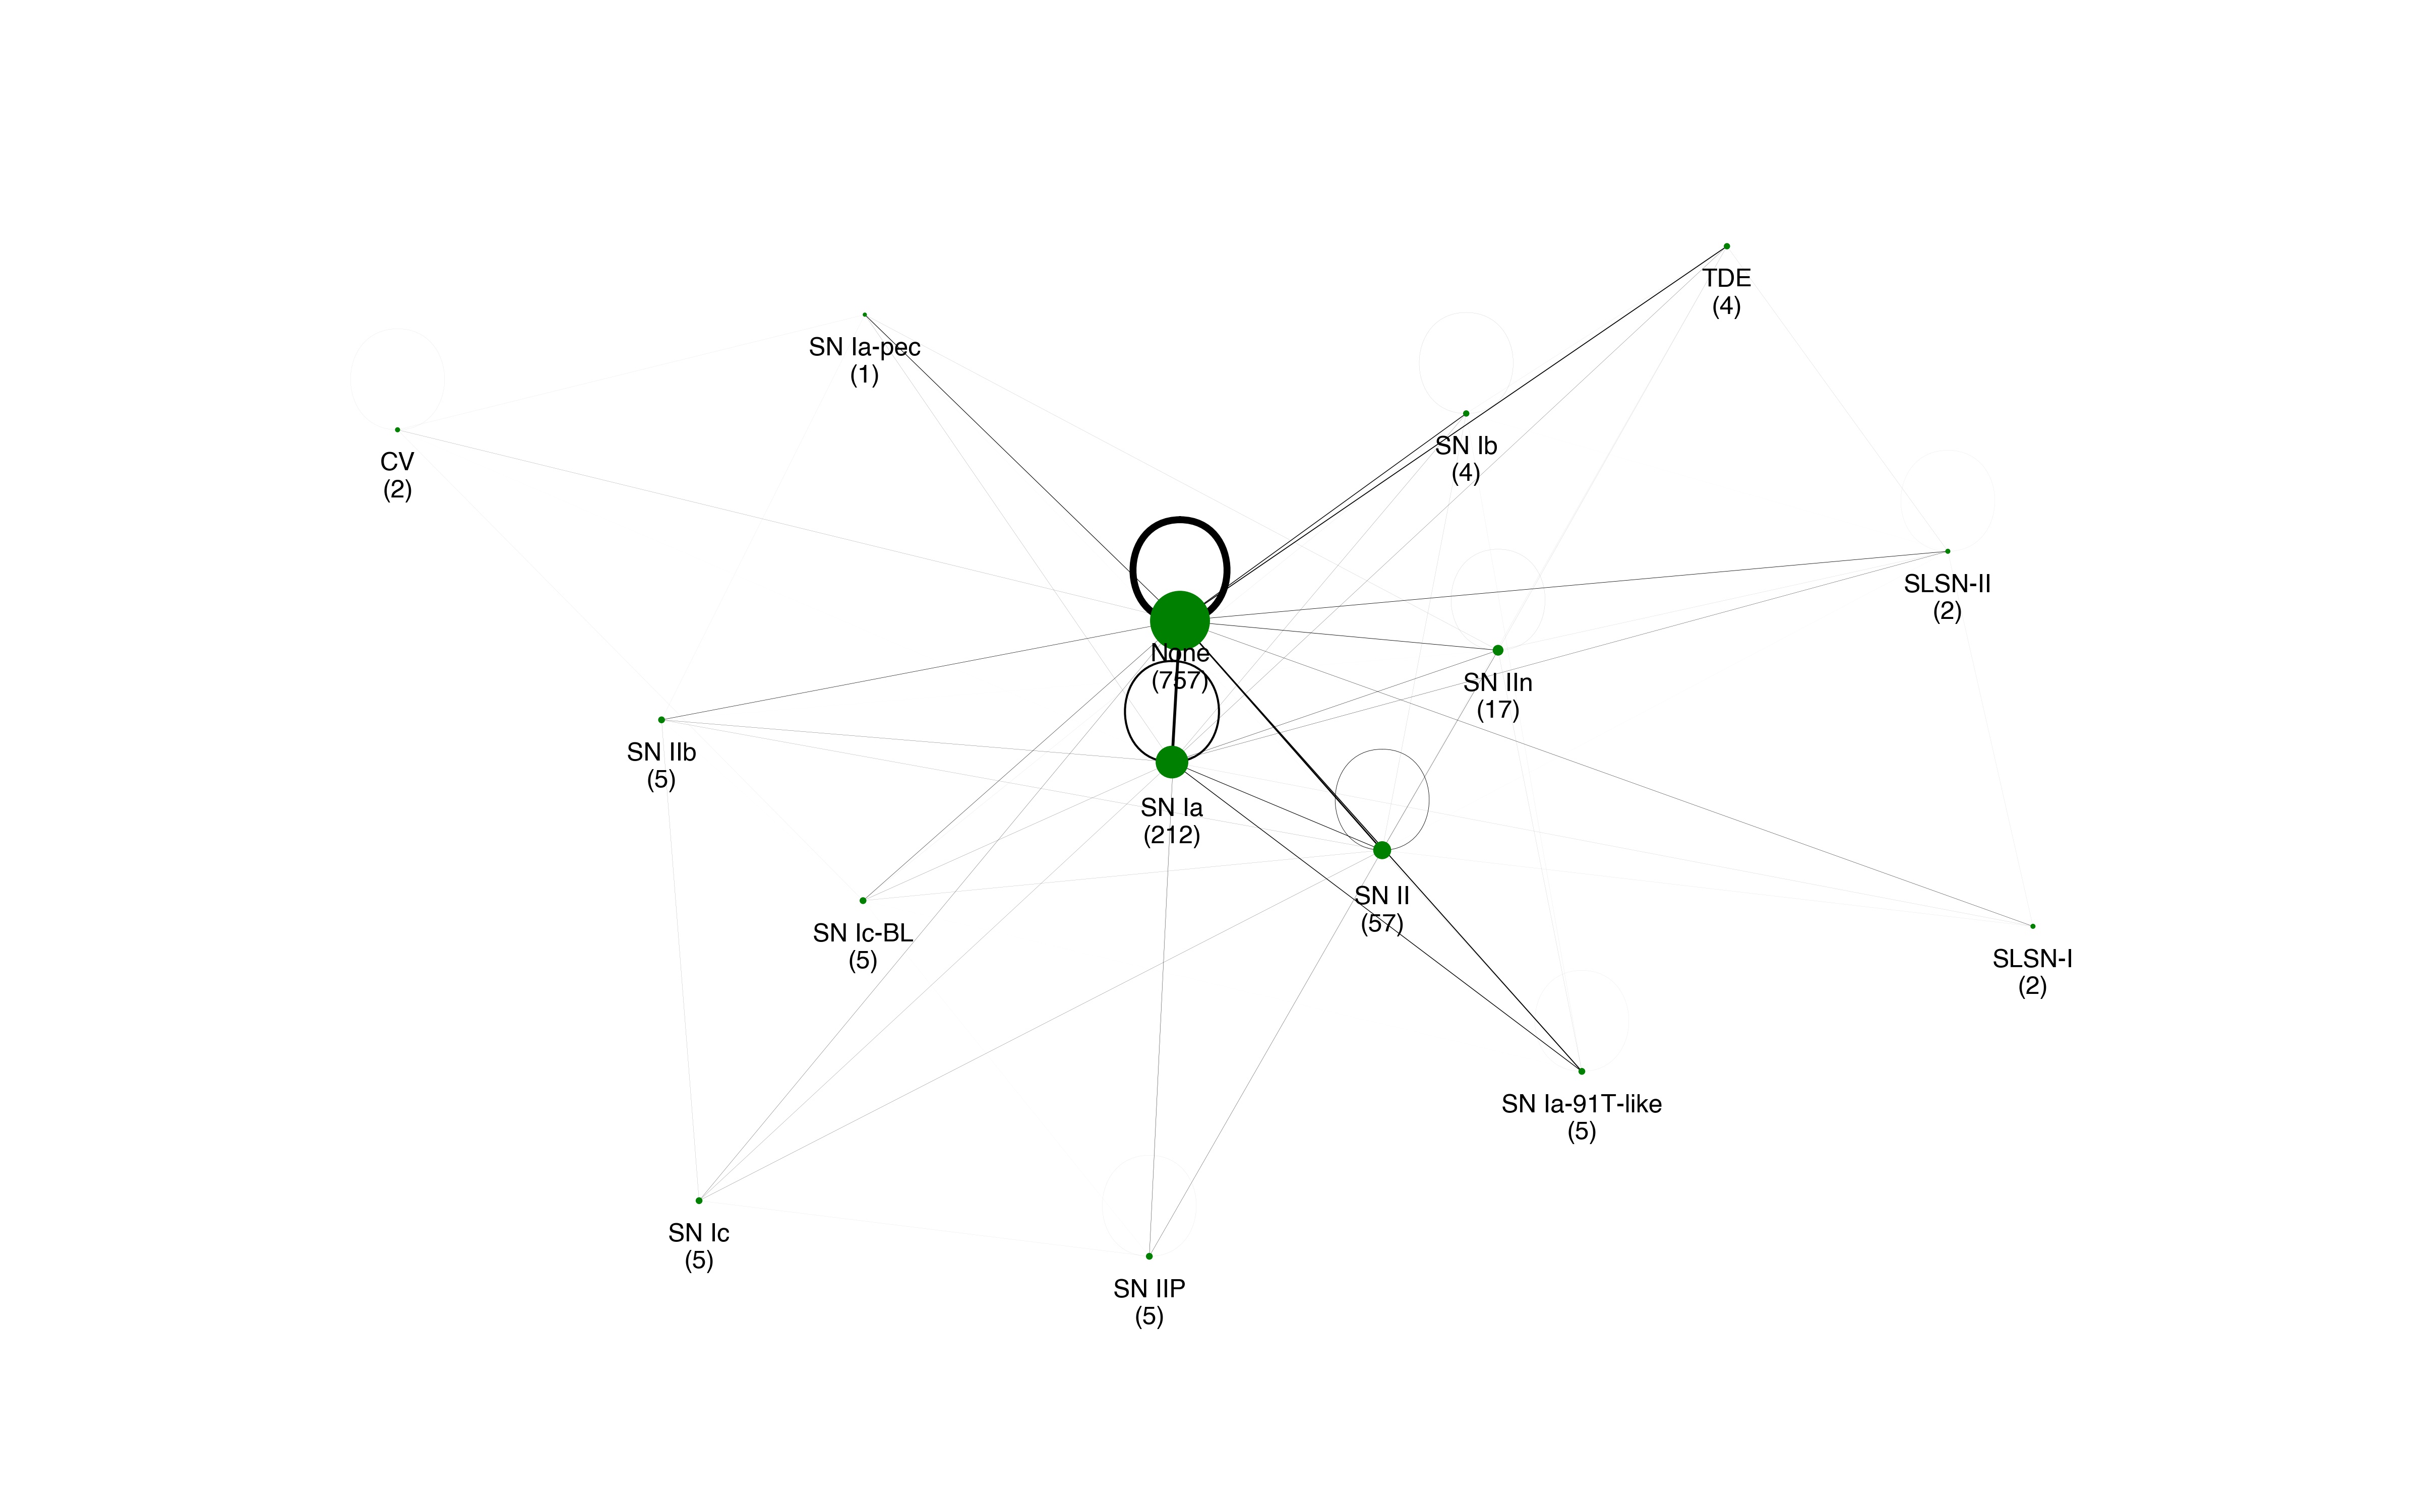 TDE
(4)
SN Ia-pec
(1)
SN Ib
(4)
CV
(2)
SLSN-II
(2)
None
(757)
SN IIn
(17)
SN IIb
(5)
SN Ia
(212)
SN II
(57)
SN Ic-BL
(5)
SLSN-I
(2)
SN Ia-91T-like
(5)
SN Ic
(5)
SN IIP
(5)